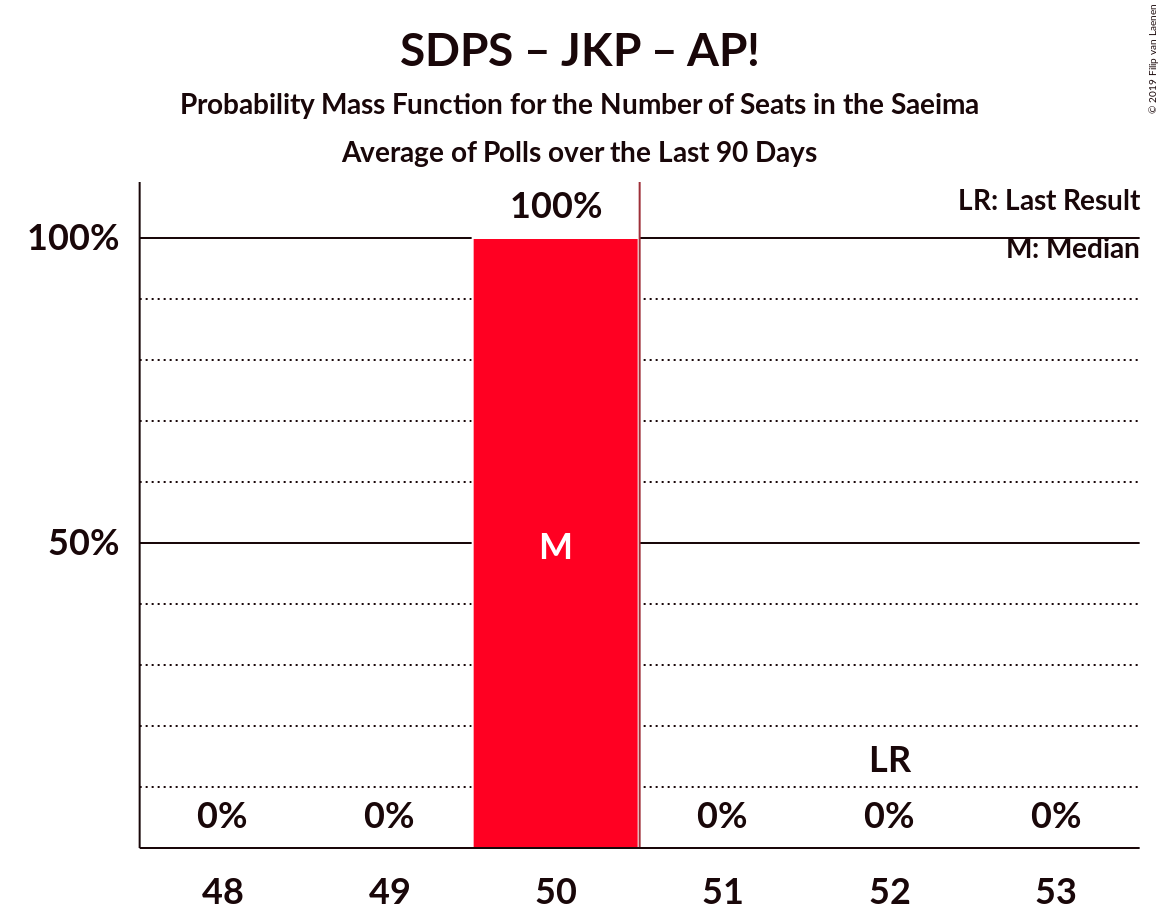 SDPS – JKP – AP!
Probability Mass Function for the Number of Seats in the Saeima
Average of Polls over the Last 90 Days
© 2019 Filip van Laenen
LR: Last Result
M: Median
100%
100%
50%
M
LR
0% 0% 0% 0% 0%
48 49 50 51 52 53